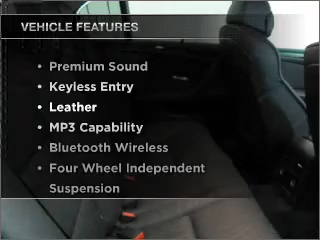 VEHICLE FEATURES
• Premium Sound
• Keyless Entry
• Leather
• MP3 Capability
• Bluetooth Wireless
• Four Wheel Independent
Suspension